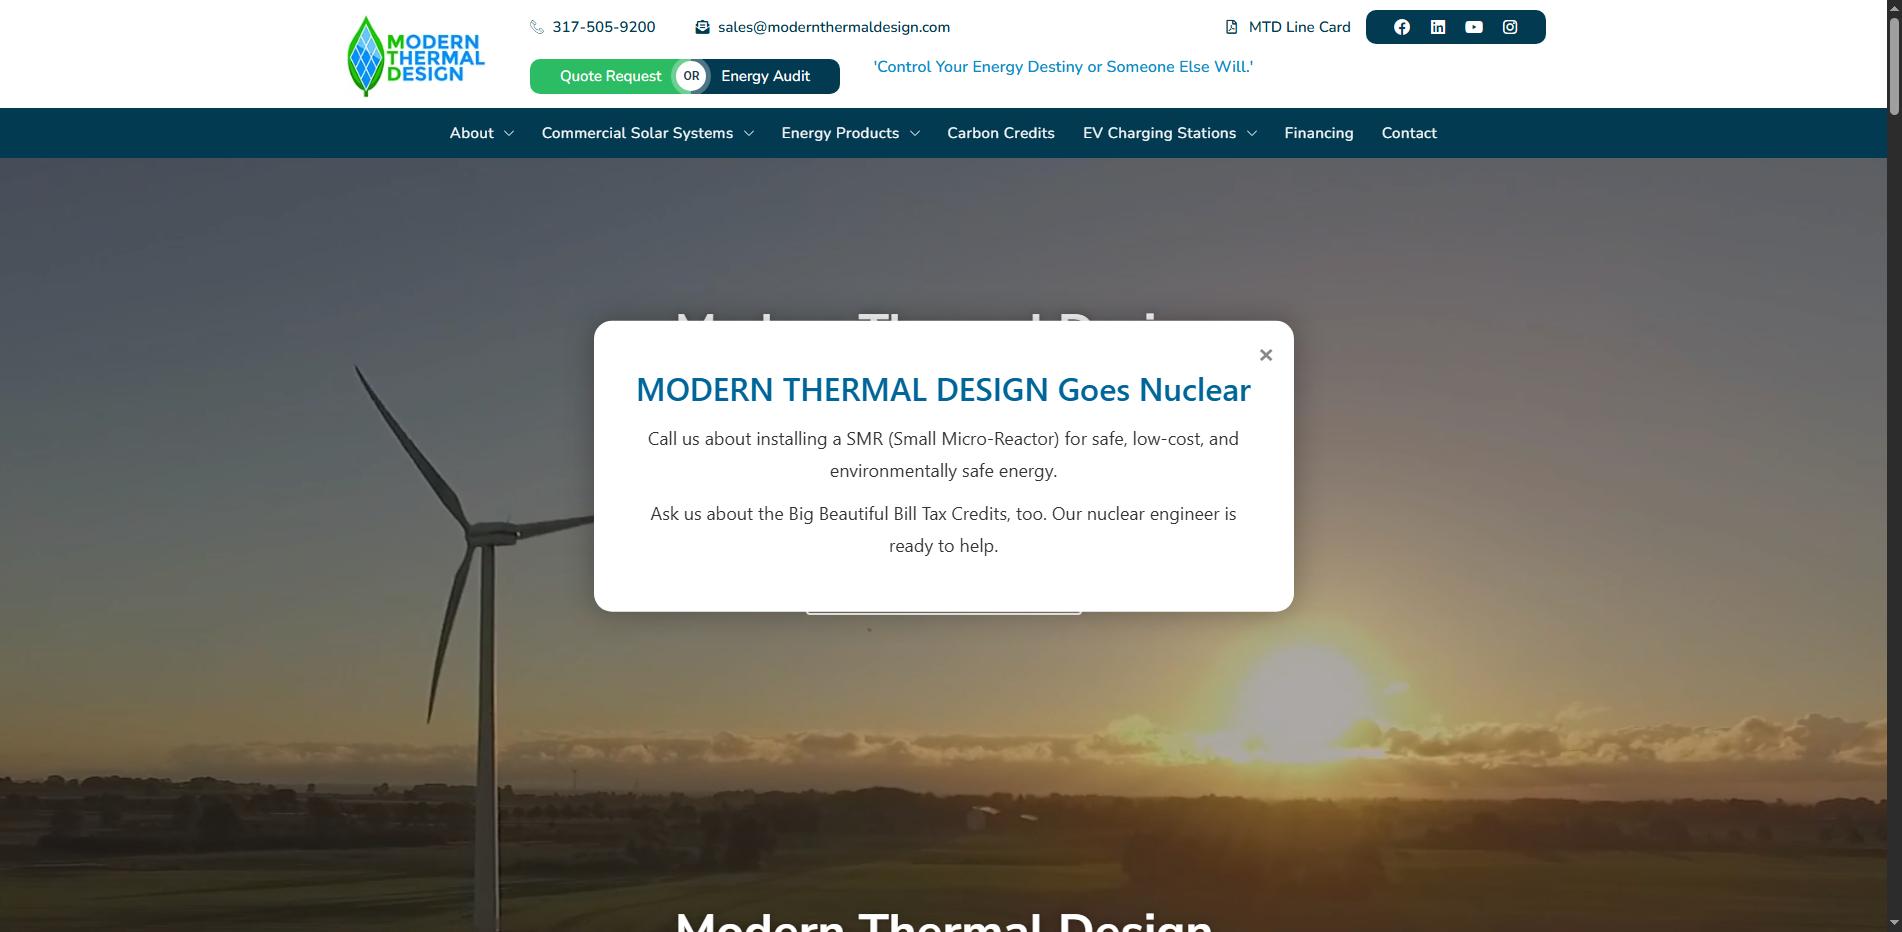 MODERN
THERMAL
DESIGN
317-505-9200
sales@modernthermaldesign.com
MTD Line Card
Quote Request OR Energy Audit
'Control Your Energy Destiny or Someone Else Will.'
About
Commercial Solar Systems
Energy Products
Carbon Credits
EV Charging Stations
Financing
Contact
MODERN THERMAL DESIGN Goes Nuclear
Call us about installing a SMR (Small Micro-Reactor) for safe, low-cost, and
environmentally safe energy.
Ask us about the Big Beautiful Bill Tax Credits, too. Our nuclear engineer is
ready to help.
Modern Thermal Design